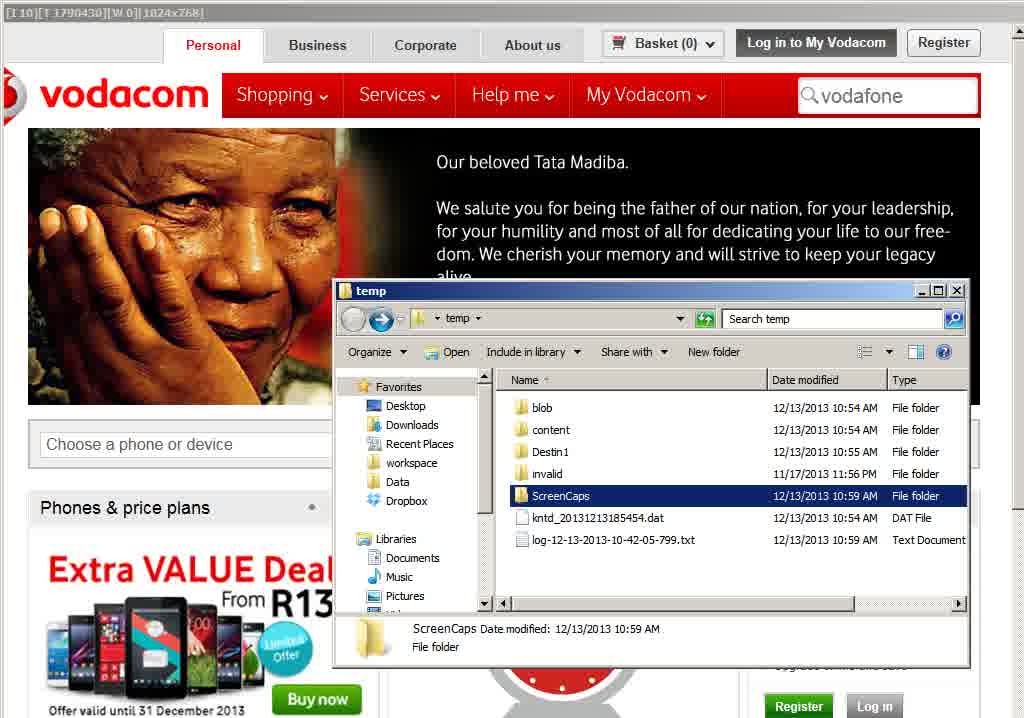 [I 10][T 1790430][W 0][1024x768]
Personal
Business
Corporate
About us
Basket (0)
Log in to My Vodacom
Register
vodacom
Shopping
Services
Help me
My Vodacom
vodafone
Our beloved Tata Madiba.
We salute you for being the father of our nation, for your leadership,
for your humility and most of all for dedicating your life to our free-
dom. We cherish your memory and will strive to keep your legacy
alive
temp
temp
Search temp
Organize
Open
Include in library
Share with
New folder
Favorites
Desktop
Downloads
Recent Places
workspace
Data
Dropbox
Libraries
Documents
Music
Pictures
Name
Date modified
Type
blob 12/13/2013 10:54 AM File folder
content 12/13/2013 10:54 AM File folder
Destin1 12/13/2013 10:55 AM File folder
invalid 11/17/2013 11:56 PM File folder
ScreenCaps 12/13/2013 10:59 AM File folder
kntd_20131213185454.dat 12/13/2013 10:54 AM DAT File
log-12-13-2013-10-42-05-799.txt 12/13/2013 10:59 AM Text Document
ScreenCaps Date modified: 12/13/2013 10:59 AM
File folder
Choose a phone or device
Phones & price plans
Extra VALUE Deal
From R13
Limited
Offer
Buy now
Offer valid until 31 December 2013
Register
Log in